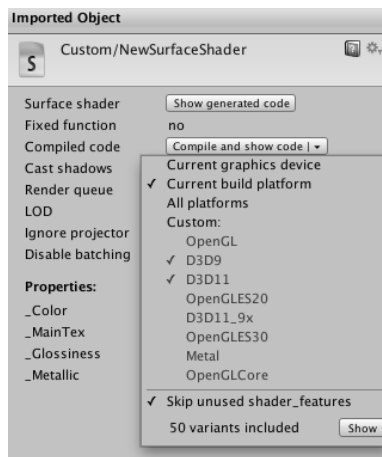 Imported Object
S
Custom/NewSurfaceShader
Surface shader Show generated code
Fixed function no
Compiled code Compile and show code |
Cast shadows
Render queue
LOD
Ignore projector
Disable batching
Properties:
_Color
_MainTex
_Glossiness
_Metallic
Current graphics device
✓ Current build platform
All platforms
Custom:
OpenGL
✓ D3D9
✓ D3D11
OpenGLES20
D3D11_9x
OpenGLES30
Metal
OpenGLCore
✓ Skip unused shader_features
50 variants included Show